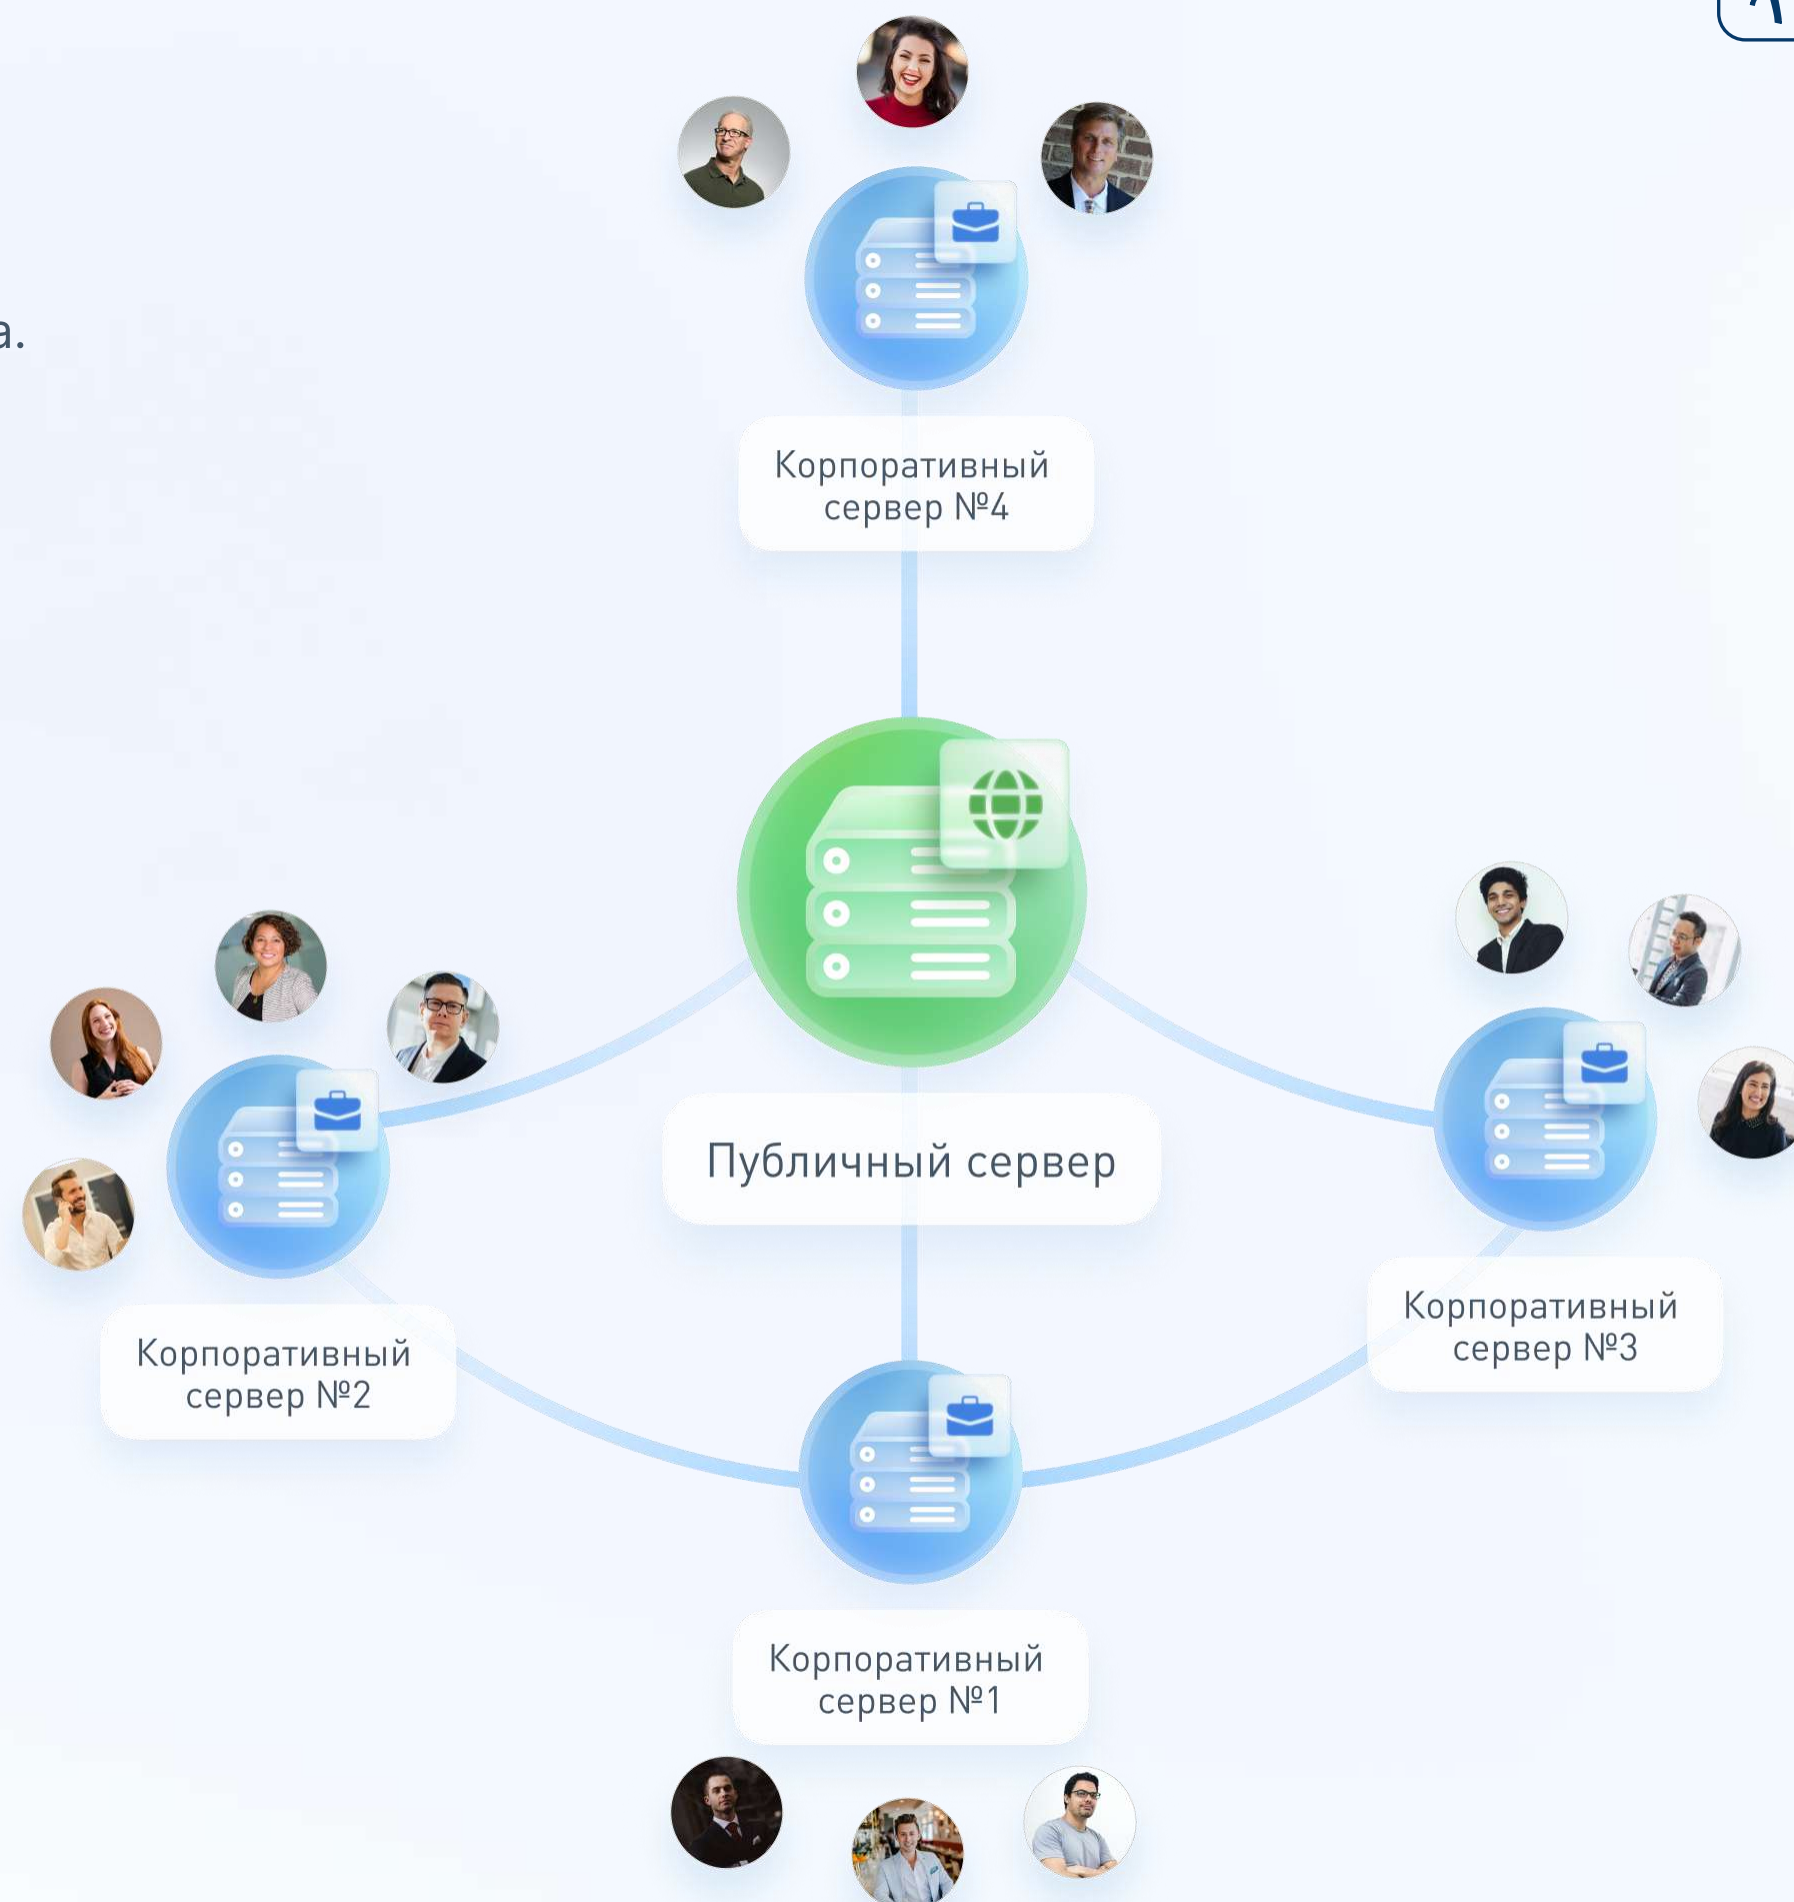 а.
Корпоративный
сервер №4
Публичный сервер
Корпоративный
сервер №3
Корпоративный
сервер №2
Корпоративный
сервер №1